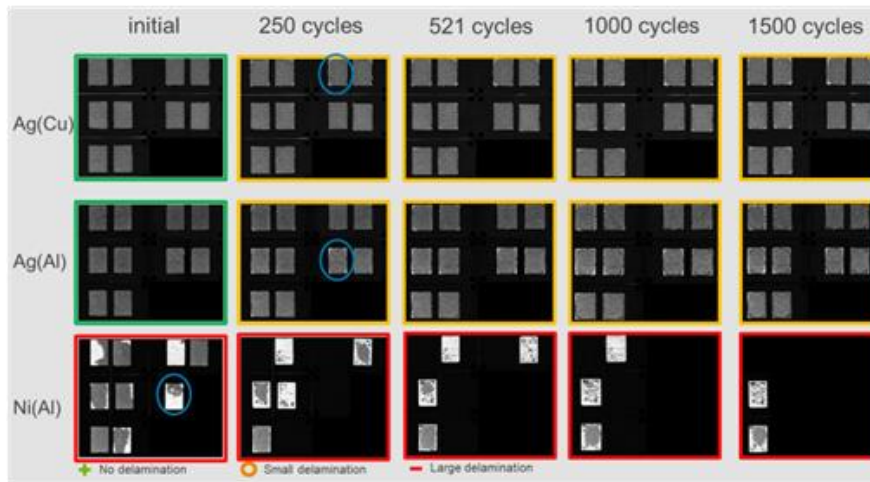 initial 250 cycles 521 cycles 1000 cycles 1500 cycles
Ag(Cu)
Ag(Al)
Ni(Al)
No delamination Small delamination Large delamination